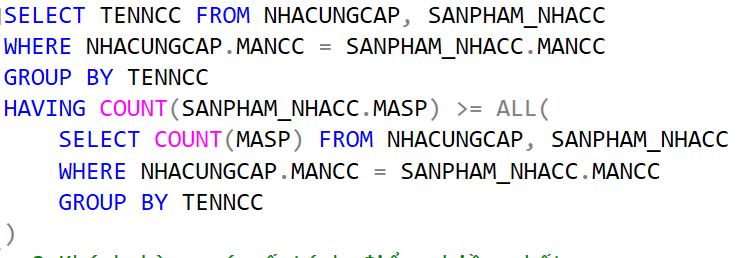 SELECT TENNCC FROM NHACUNGCAP, SANPHAM_NHACC
WHERE NHACUNGCAP.MANCC = SANPHAM_NHACC.MANCC
GROUP BY TENNCC
HAVING COUNT(SANPHAM_NHACC.MASP) >= ALL(
    SELECT COUNT(MASP) FROM NHACUNGCAP, SANPHAM_NHACC
    WHERE NHACUNGCAP.MANCC = SANPHAM_NHACC.MANCC
    GROUP BY TENNCC
)